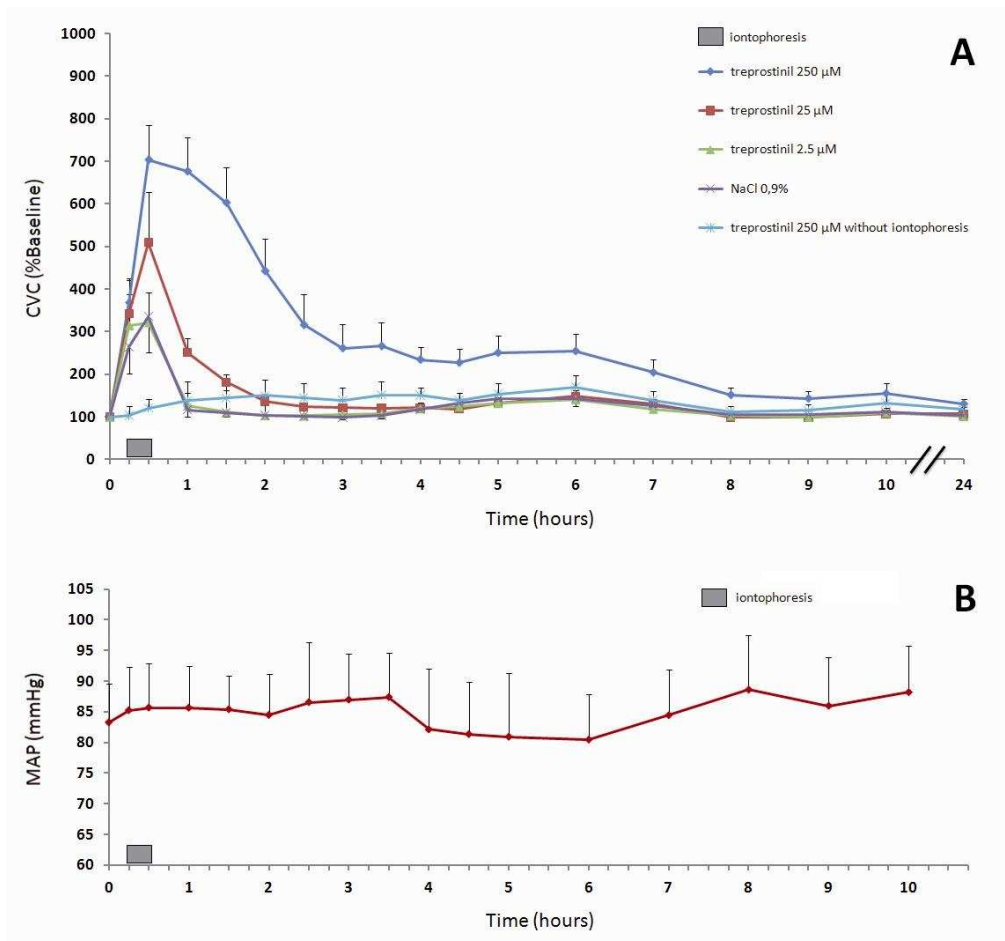 A
iontophoresis
treprostinil 250 µM
treprostinil 25 µM
treprostinil 2.5 µM
NaCl 0,9%
treprostinil 250 µM without iontophoresis
CVC (%Baseline)
1000
900
800
700
600
500
400
300
200
100
0
0 1 2 3 4 5 6 7 8 9 10 24
Time (hours)
B
iontophoresis
MAP (mmHg)
105
100
95
90
85
80
75
70
65
60
0 1 2 3 4 5 6 7 8 9 10
Time (hours)